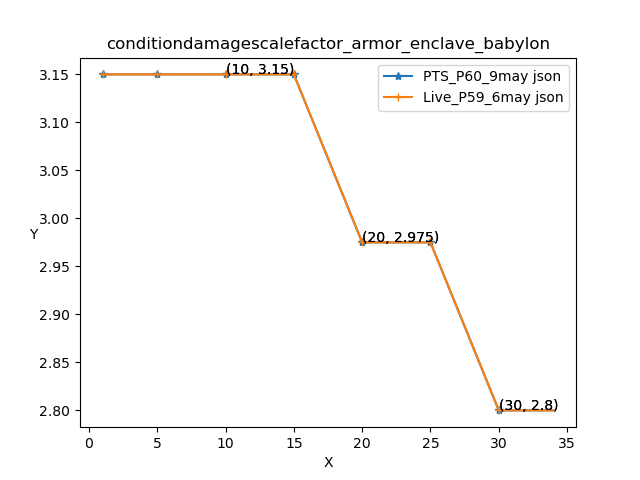 conditiondamagescalefactor_armor_enclave_babylon
PTS_P60_9may json
Live_P59_6may json
(10, 3.15)
(20, 2.975)
(30, 2.8)
Y
3.15
3.10
3.05
3.00
2.95
2.90
2.85
2.80
0 5 10 15 20 25 30 35
X